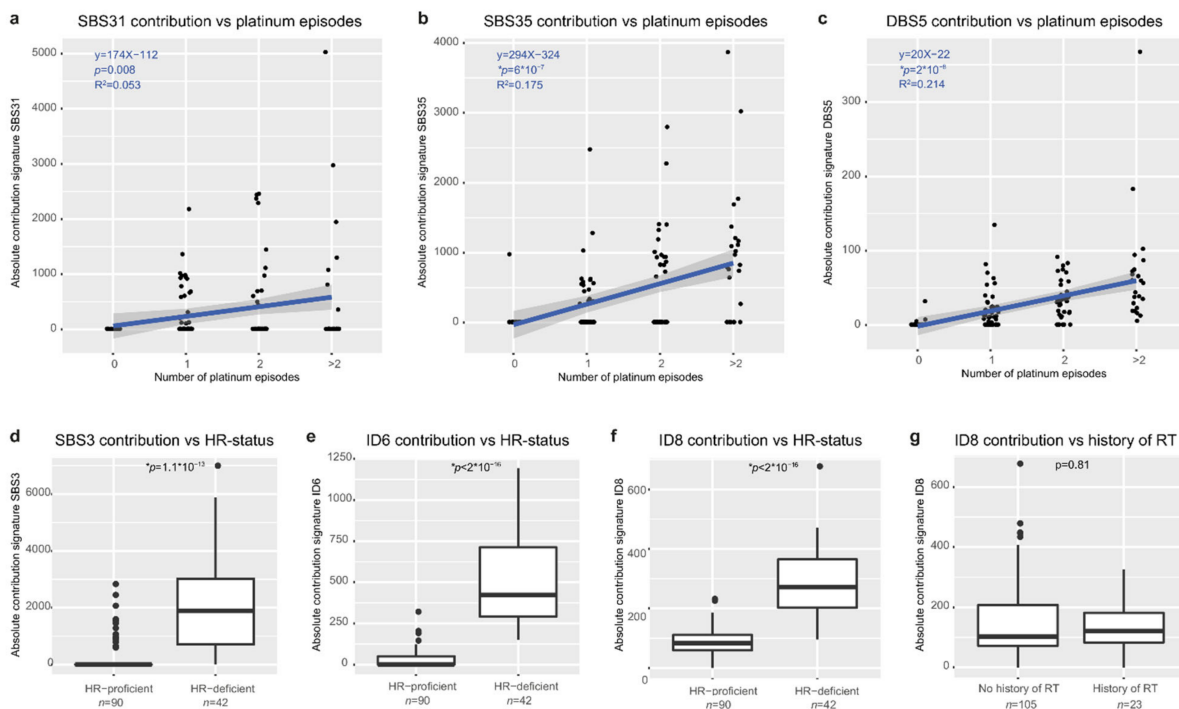 a SBS31 contribution vs platinum episodes
Absolute contribution signature SBS31
5000
4000
3000
2000
1000
0
y=174X−112
p=0.008
R²=0.053
0 1 2 >2
Number of platinum episodes
b SBS35 contribution vs platinum episodes
Absolute contribution signature SBS35
4000
3000
2000
1000
0
y=294X−324
*p=6*10⁻⁷
R²=0.175
0 1 2 >2
Number of platinum episodes
c DBS5 contribution vs platinum episodes
Absolute contribution signature DBS5
300
200
100
0
y=20X−22
*p=2*10⁻⁸
R²=0.214
0 1 2 >2
Number of platinum episodes
d SBS3 contribution vs HR-status
Absolute contribution signature SBS3
6000
4000
2000
0
*p=1.1*10⁻¹³
HR−proficient HR−deficient
n=90 n=42
e ID6 contribution vs HR-status
Absolute contribution signature ID6
1250
1000
750
500
250
0
*p<2*10⁻¹⁶
HR−proficient HR−deficient
n=90 n=42
f ID8 contribution vs HR-status
Absolute contribution signature ID8
600
400
200
0
*p<2*10⁻¹⁶
HR−proficient HR−deficient
n=90 n=42
g ID8 contribution vs history of RT
Absolute contribution signature ID8
600
400
200
0
p=0.81
No history of RT History of RT
n=105 n=23